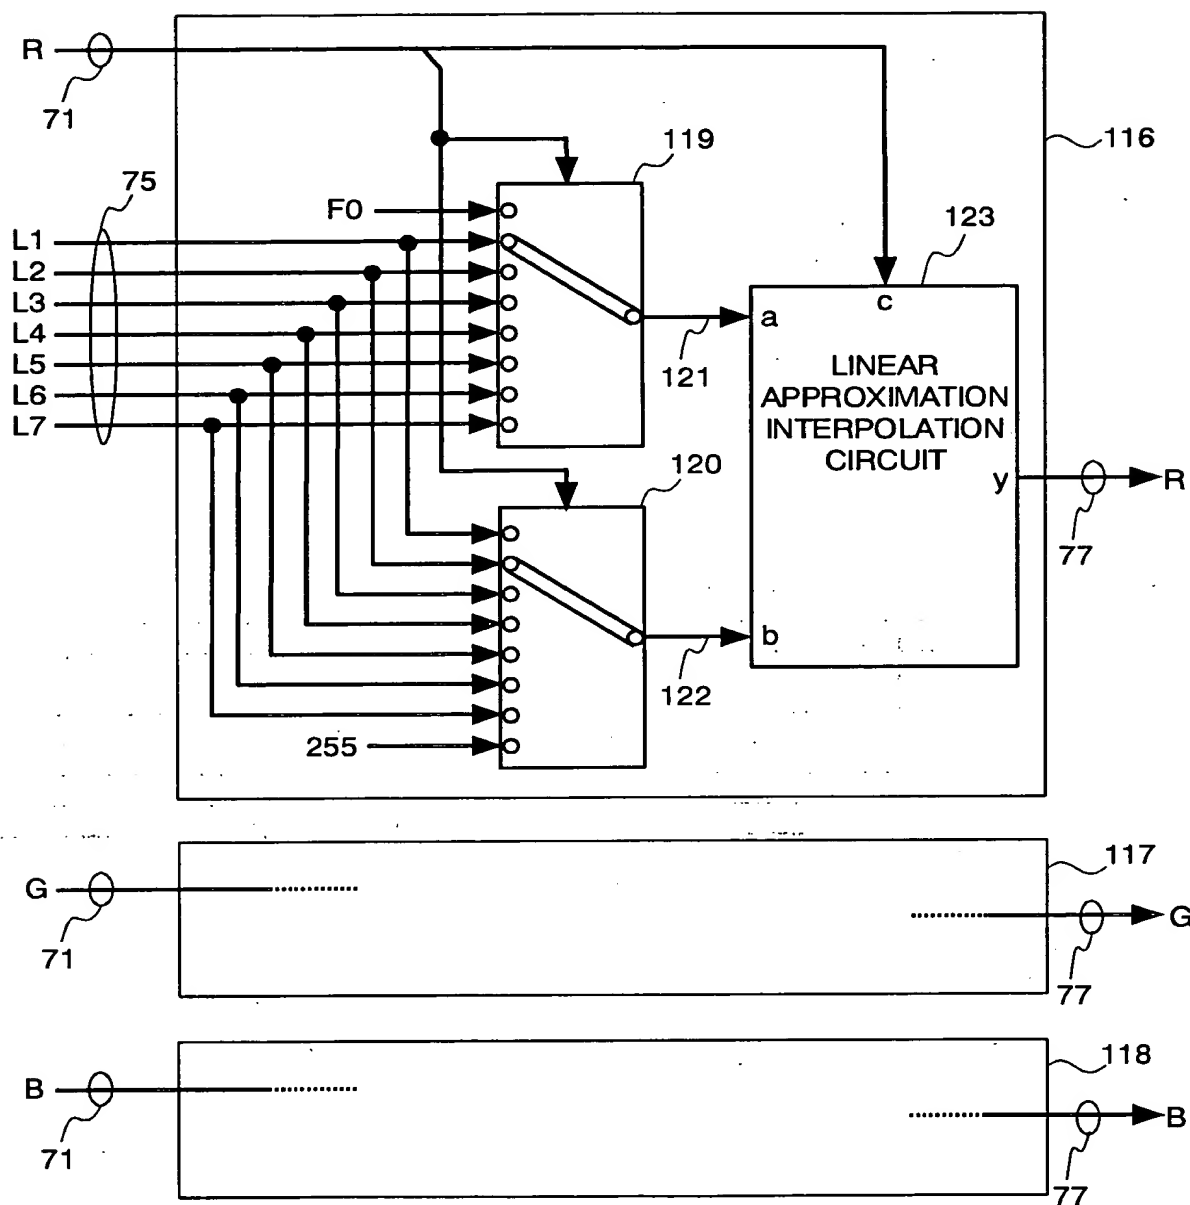 R
71
116
119
75
F0
L1
L2
L3
L4
L5
L6
L7
123
c
a
121
LINEAR
APPROXIMATION
INTERPOLATION
CIRCUIT
120
y
R
77
b
122
255
117
G
71
G
77
118
B
71
B
77